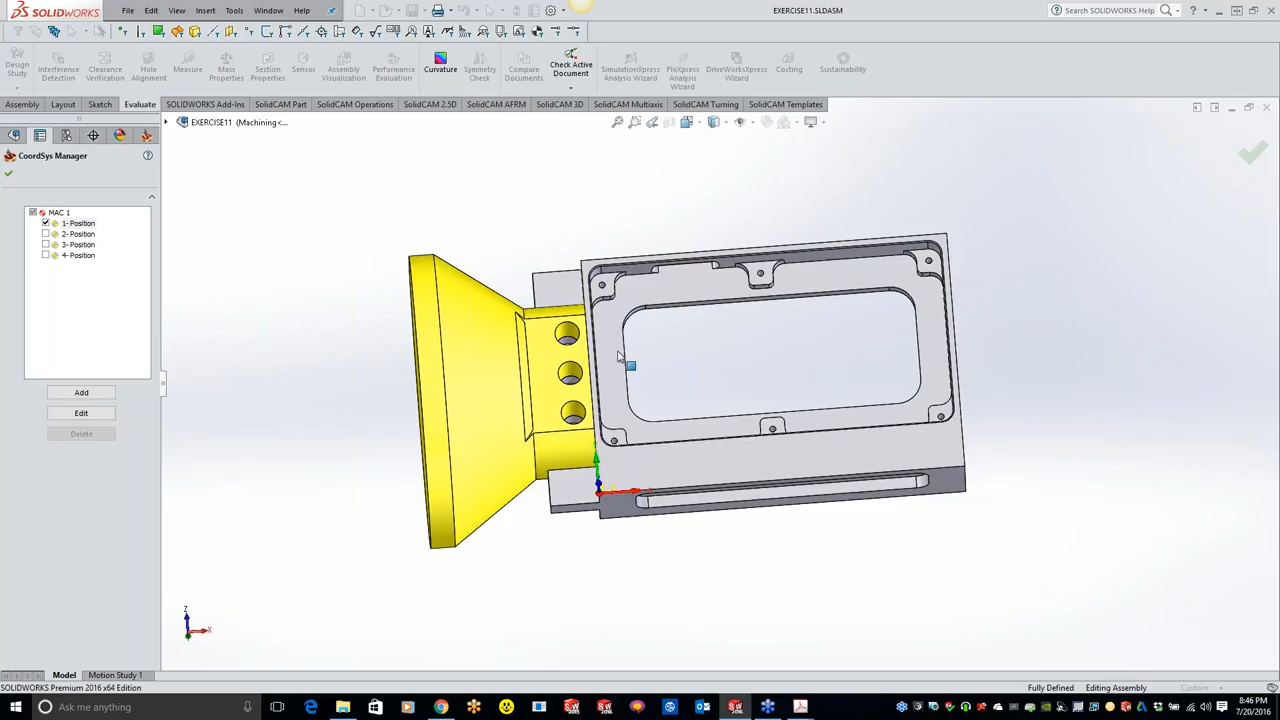 SOLIDWORKS
File Edit View Insert Tools Window Help
EXERCISE11.SLDASM
Search SOLIDWORKS Help
Design Study
Interference Detection
Clearance Verification
Hole Alignment
Measure
Mass Properties
Section Properties
Sensor
Assembly Visualization
Performance Evaluation
Curvature
Symmetry Check
Compare Documents
Check Active Document
SimulationXpress Analysis Wizard
FloXpress Analysis Wizard
DriveWorksXpress Wizard
Costing
Sustainability
Assembly Layout Sketch Evaluate SOLIDWORKS Add-Ins SolidCAM Part SolidCAM Operations SolidCAM 2.5D SolidCAM AFRM SolidCAM 3D SolidCAM Multiaxis SolidCAM Turning SolidCAM Templates
EXERCISE11 (Machining<...
CoordSys Manager
MAC 1
1- Position
2- Position
3- Position
4- Position
Add
Edit
Delete
Z
X
Model Motion Study 1
SOLIDWORKS Premium 2016 x64 Edition
Fully Defined Editing Assembly Custom
Ask me anything
8:46 PM
7/20/2016